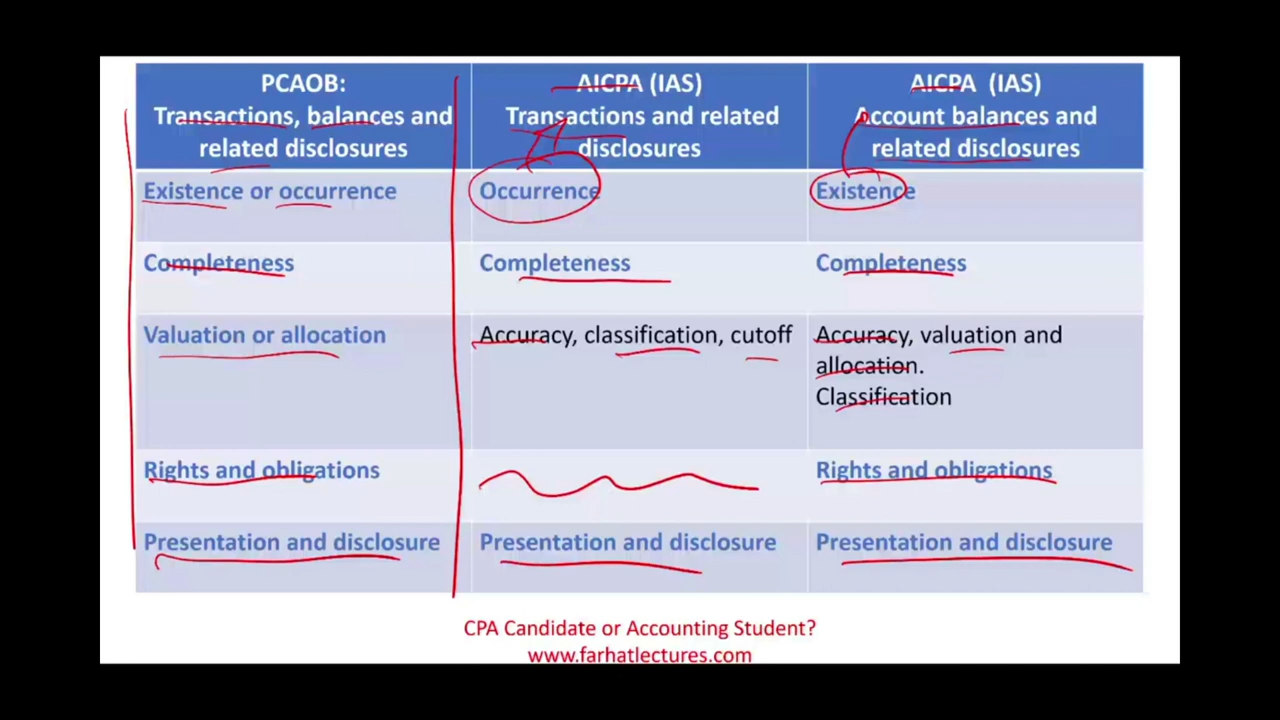 PCAOB:
Transactions, balances and
related disclosures
AICPA (IAS)
Transactions and related
disclosures
AICPA (IAS)
Account balances and
related disclosures
Existence or occurrence
Occurrence
Existence
Completeness
Completeness
Completeness
Valuation or allocation
Accuracy, classification, cutoff
Accuracy, valuation and
allocation.
Classification
Rights and obligations
Rights and obligations
Presentation and disclosure
Presentation and disclosure
Presentation and disclosure
CPA Candidate or Accounting Student?
www.farhatlectures.com